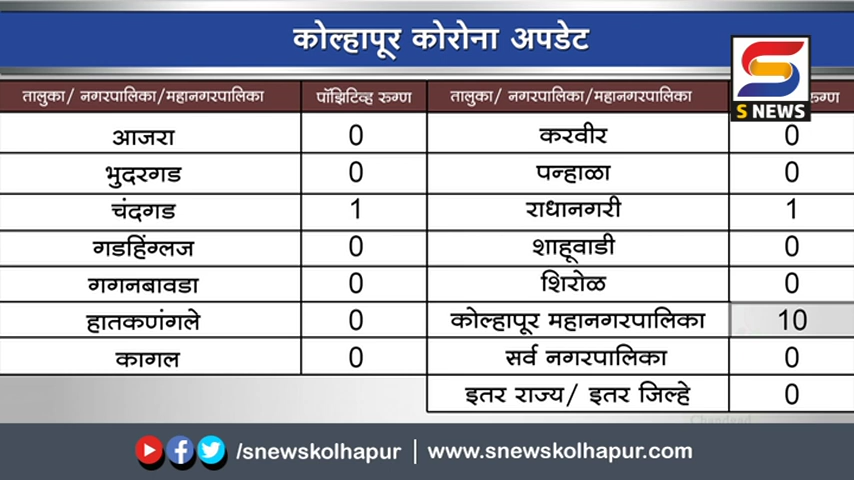 कोल्हापूर कोरोना अपडेट
तालुका/ नगरपालिका/महानगरपालिका पॉझिटिव्ह रुग्ण तालुका/ नगरपालिका/महानगरपालिका रुग्ण
S NEWS
आजरा 0 करवीर 0
भुदरगड 0 पन्हाळा 0
चंदगड 1 राधानगरी 1
गडहिंग्लज 0 शाहूवाडी 0
गगनबावडा 0 शिरोळ 0
हातकणंगले 0 कोल्हापूर महानगरपालिका 10
कागल 0 सर्व नगरपालिका 0
इतर राज्य/ इतर जिल्हे 0
Chandgad
/snewskolhapur | www.snewskolhapur.com